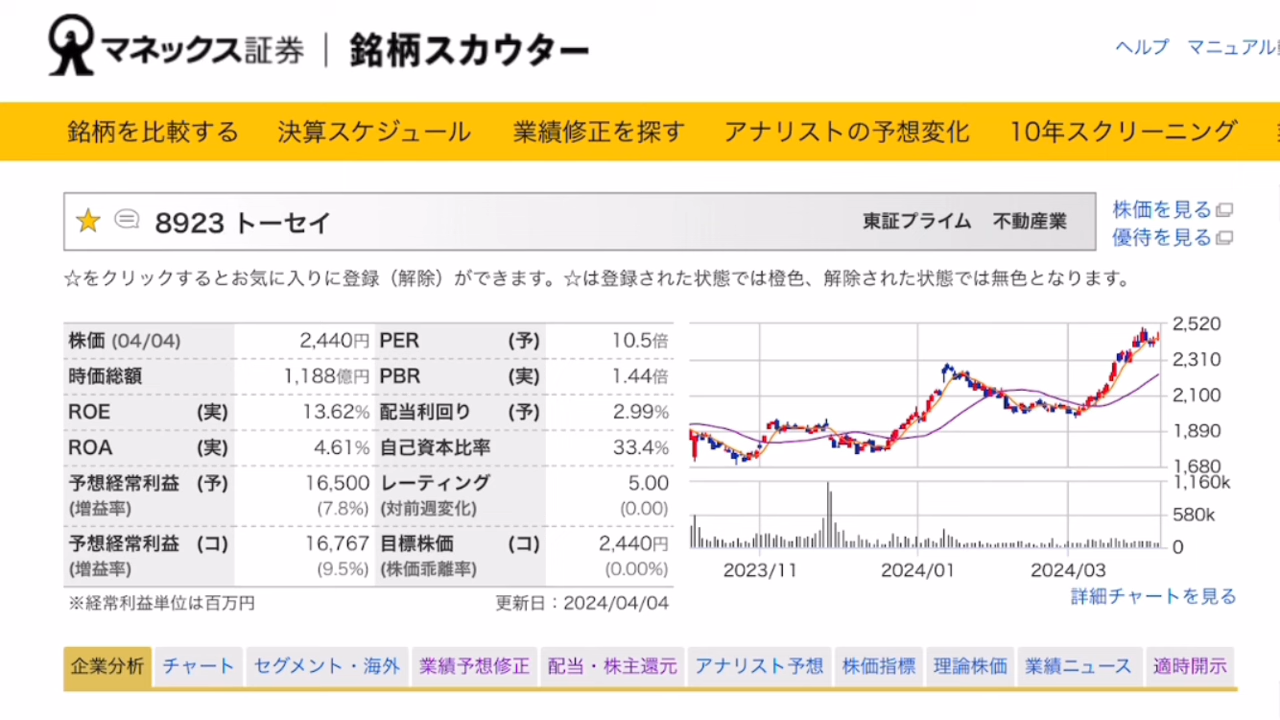 マネックス証券 | 銘柄スカウター
ヘルプ マニュアル
銘柄を比較する 決算スケジュール 業績修正を探す アナリストの予想変化 10年スクリーニング
8923 トーセイ 東証プライム 不動産業
株価を見る
優待を見る
☆をクリックするとお気に入りに登録（解除）ができます。☆は登録された状態では橙色、解除された状態では無色となります。
株価 (04/04) 2,440円 PER (予) 10.5倍
時価総額 1,188億円 PBR (実) 1.44倍
ROE (実) 13.62% 配当利回り (予) 2.99%
ROA (実) 4.61% 自己資本比率 33.4%
予想経常利益 (予) 16,500 レーティング 5.00
(増益率) (7.8%) (対前週変化) (0.00)
予想経常利益 (コ) 16,767 目標株価 (コ) 2,440円
(増益率) (9.5%) (株価乖離率) (0.00%)
※経常利益単位は百万円 更新日：2024/04/04
2,520
2,310
2,100
1,890
1,680
1,160k
580k
0
2023/11 2024/01 2024/03
詳細チャートを見る
企業分析 チャート セグメント・海外 業績予想修正 配当・株主還元 アナリスト予想 株価指標 理論株価 業績ニュース 適時開示